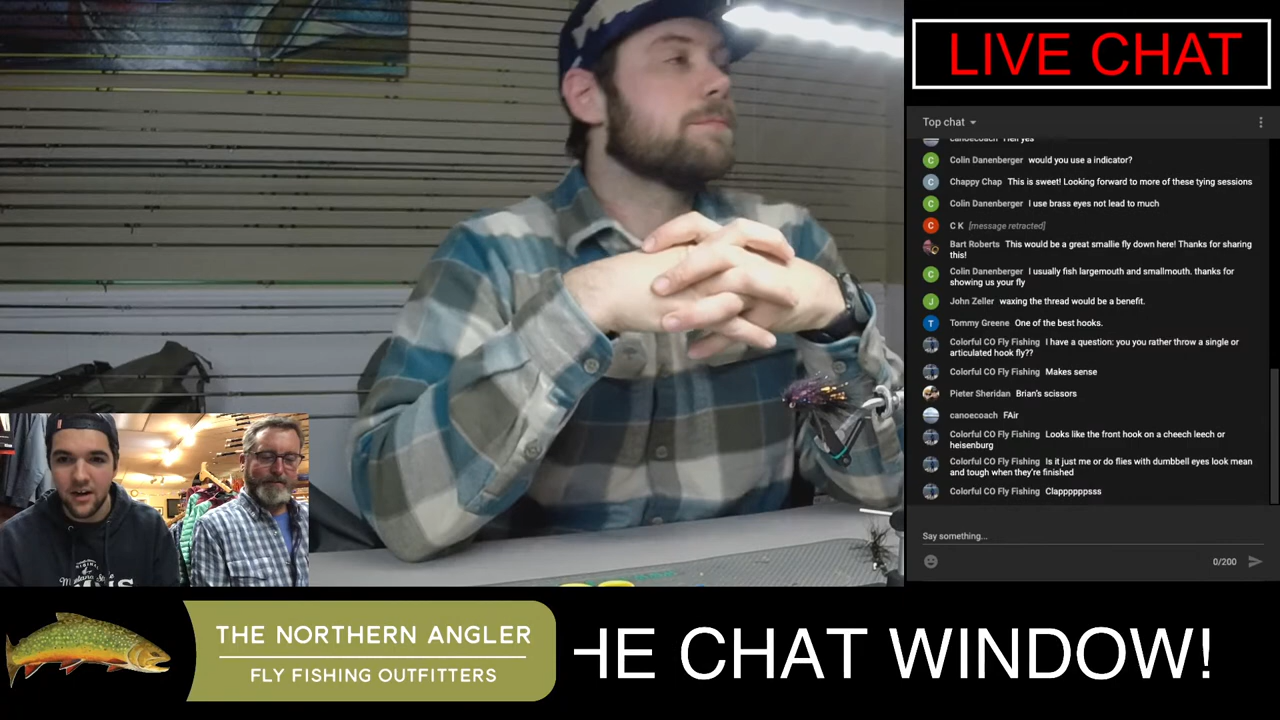 LIVE CHAT
Top chat
canoecoach Hell yes
Colin Danenberger would you use a indicator?
Chappy Chap This is sweet! Looking forward to more of these tying sessions
Colin Danenberger I use brass eyes not lead to much
C K [message retracted]
Bart Roberts This would be a great smallie fly down here! Thanks for sharing
this!
Colin Danenberger I usually fish largemouth and smallmouth. thanks for
showing us your fly
John Zeller waxing the thread would be a benefit.
Tommy Greene One of the best hooks.
Colorful CO Fly Fishing I have a question: you you rather throw a single or
articulated hook fly??
Colorful CO Fly Fishing Makes sense
Pieter Sheridan Brian's scissors
canoecoach FAir
Colorful CO Fly Fishing Looks like the front hook on a cheech leech or
heisenburg
Colorful CO Fly Fishing Is it just me or do flies with dumbbell eyes look mean
and tough when they're finished
Colorful CO Fly Fishing Clappppppsss
Say something...
0/200
THE NORTHERN ANGLER
FLY FISHING OUTFITTERS
HE CHAT WINDOW!